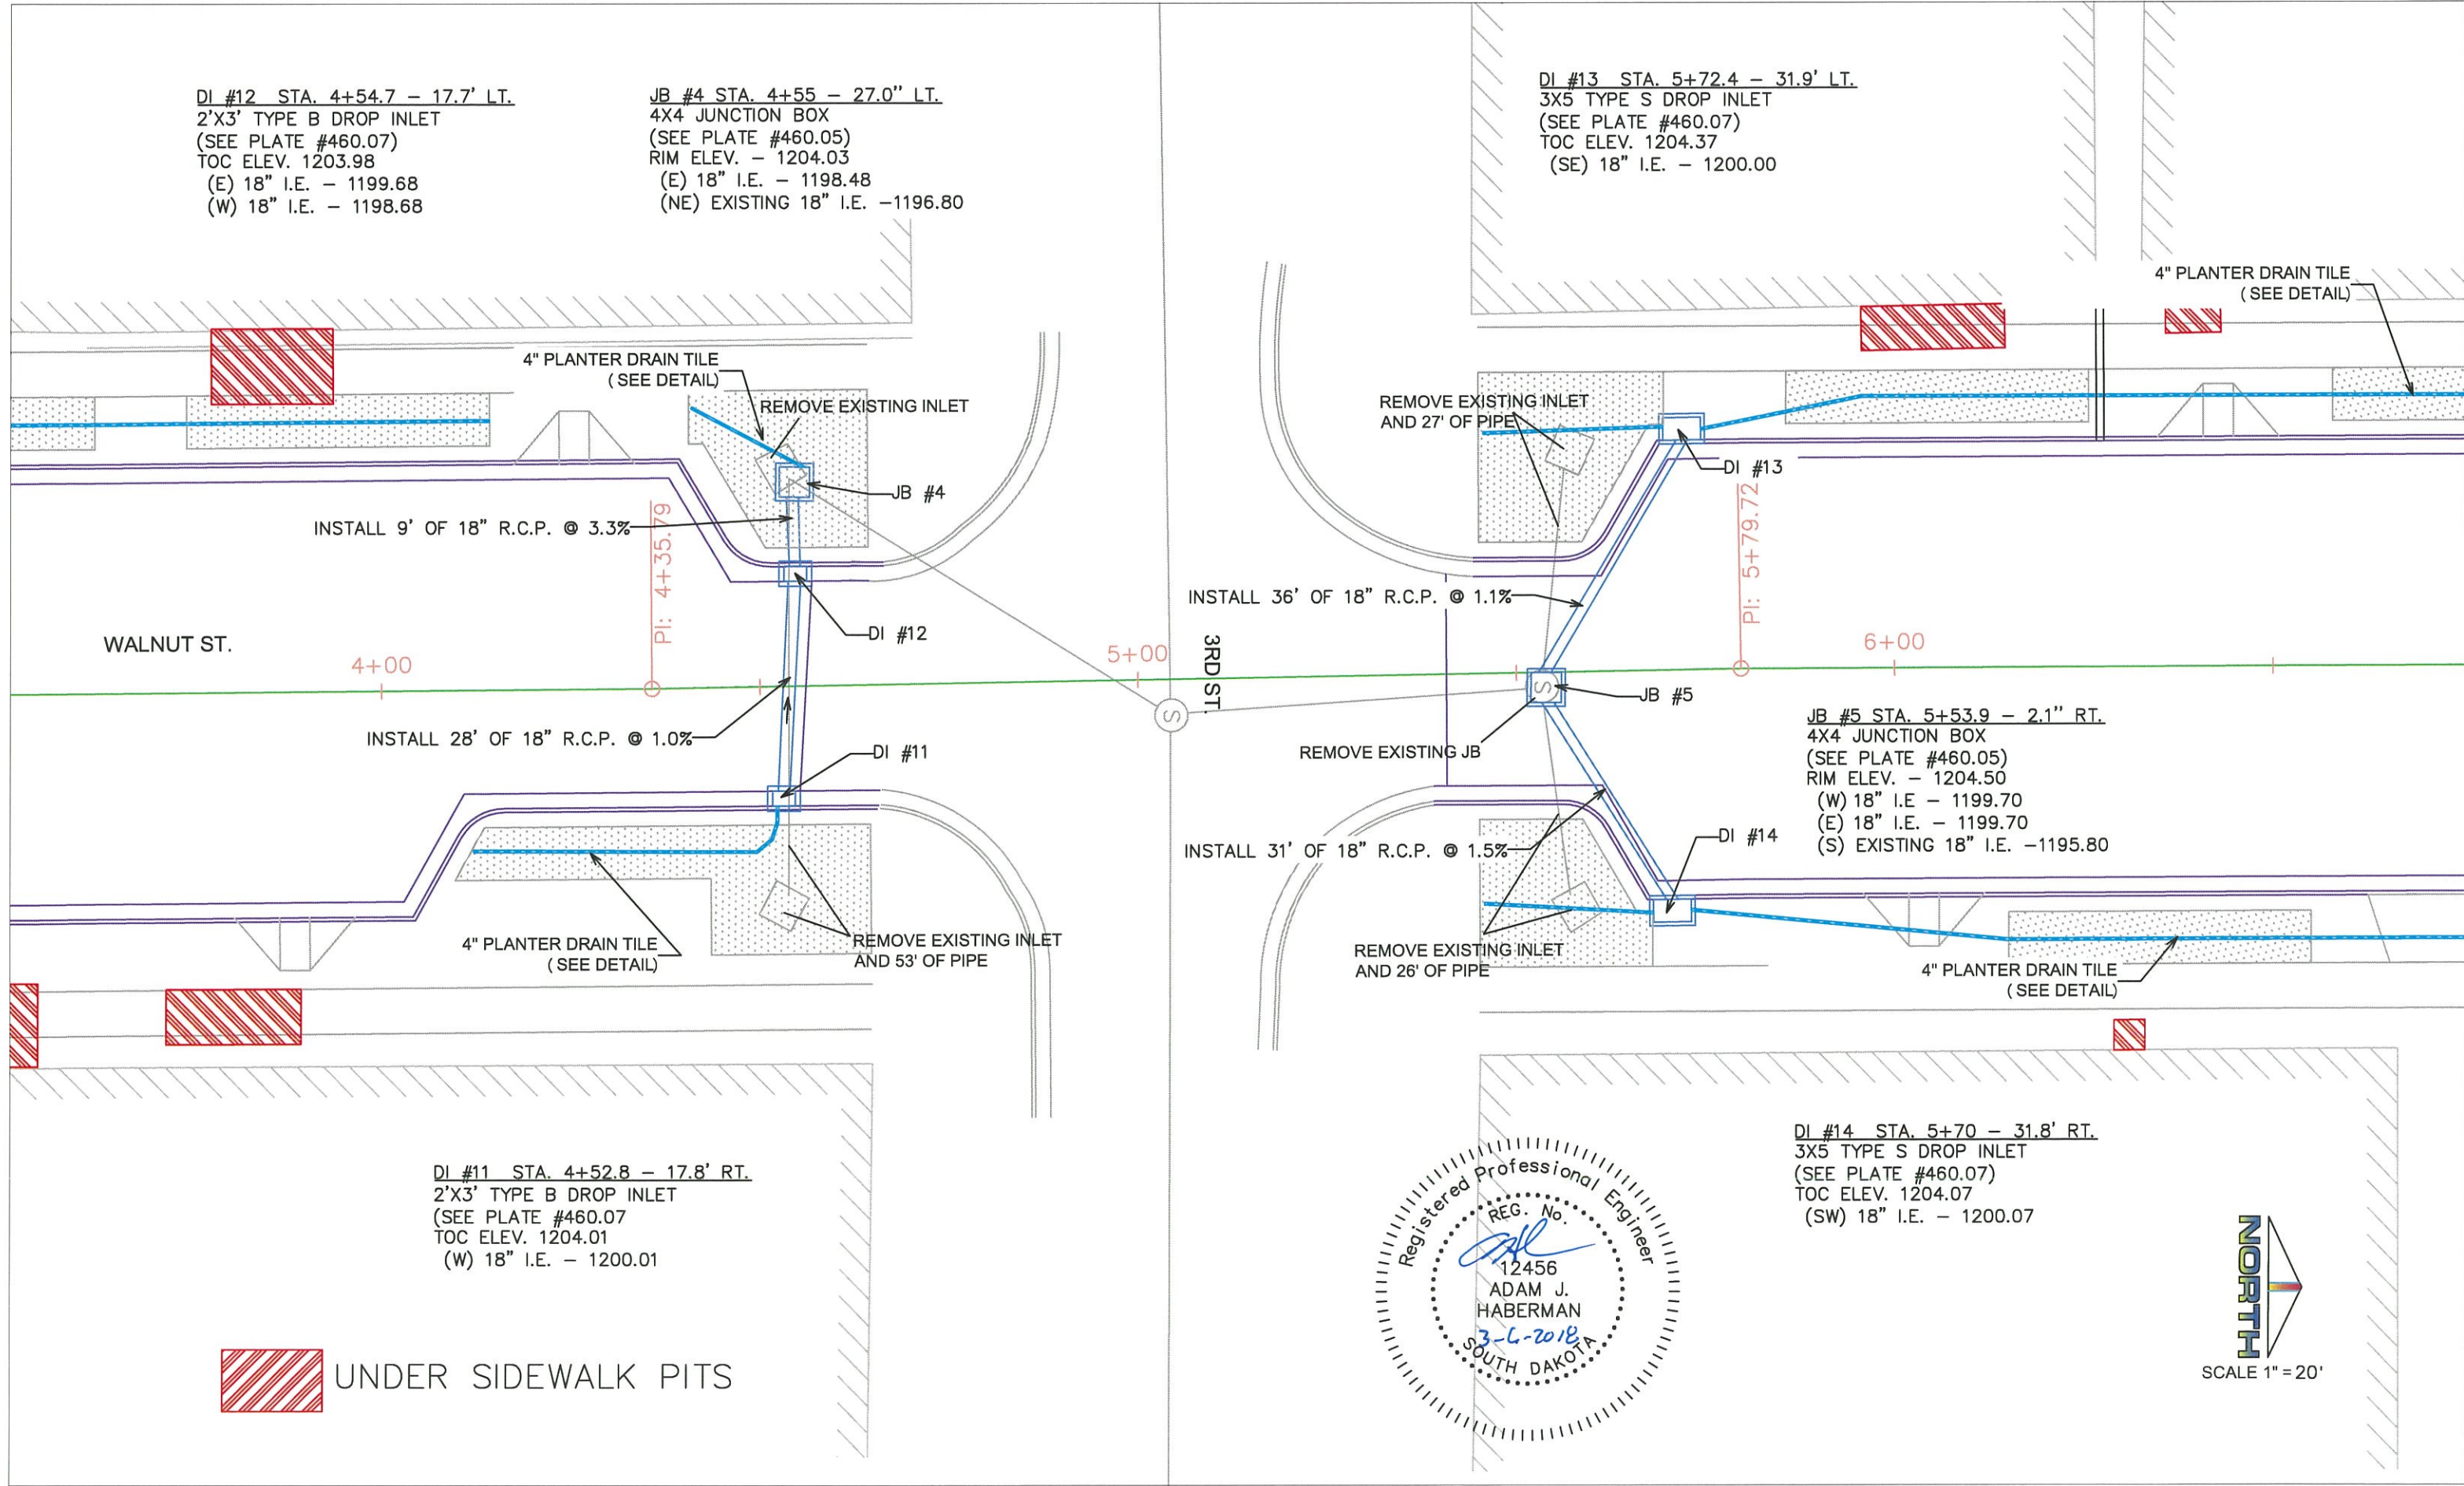 DI #12 STA. 4+54.7 – 17.7' LT.
2'X3' TYPE B DROP INLET
(SEE PLATE #460.07)
TOC ELEV. 1203.98
(E) 18" I.E. – 1199.68
(W) 18" I.E. – 1198.68
JB #4 STA. 4+55 – 27.0" LT.
4X4 JUNCTION BOX
(SEE PLATE #460.05)
RIM ELEV. – 1204.03
(E) 18" I.E. – 1198.48
(NE) EXISTING 18" I.E. –1196.80
DI #13 STA. 5+72.4 – 31.9' LT.
3X5 TYPE S DROP INLET
(SEE PLATE #460.07)
TOC ELEV. 1204.37
(SE) 18" I.E. – 1200.00
4" PLANTER DRAIN TILE
( SEE DETAIL)
4" PLANTER DRAIN TILE
( SEE DETAIL)
REMOVE EXISTING INLET
REMOVE EXISTING INLET
AND 27' OF PIPE
DI #13
JB #4
INSTALL 9' OF 18" R.C.P. @ 3.3%
PI: 4+35.79
PI: 5+79.72
INSTALL 36' OF 18" R.C.P. @ 1.1%
DI #12
WALNUT ST.
4+00
5+00
3RD ST.
6+00
S
S
JB #5
INSTALL 28' OF 18" R.C.P. @ 1.0%
DI #11
REMOVE EXISTING JB
JB #5 STA. 5+53.9 – 2.1" RT.
4X4 JUNCTION BOX
(SEE PLATE #460.05)
RIM ELEV. – 1204.50
(W) 18" I.E – 1199.70
(E) 18" I.E. – 1199.70
(S) EXISTING 18" I.E. –1195.80
DI #14
INSTALL 31' OF 18" R.C.P. @ 1.5%
4" PLANTER DRAIN TILE
( SEE DETAIL)
REMOVE EXISTING INLET
AND 53' OF PIPE
REMOVE EXISTING INLET
AND 26' OF PIPE
4" PLANTER DRAIN TILE
( SEE DETAIL)
DI #11 STA. 4+52.8 – 17.8' RT.
2'X3' TYPE B DROP INLET
(SEE PLATE #460.07
TOC ELEV. 1204.01
(W) 18" I.E. – 1200.01
DI #14 STA. 5+70 – 31.8' RT.
3X5 TYPE S DROP INLET
(SEE PLATE #460.07)
TOC ELEV. 1204.07
(SW) 18" I.E. – 1200.07
Registered Professional Engineer
REG. No.
12456
ADAM J.
HABERMAN
3-6-2018
SOUTH DAKOTA
NORTH
SCALE 1" = 20'
UNDER SIDEWALK PITS